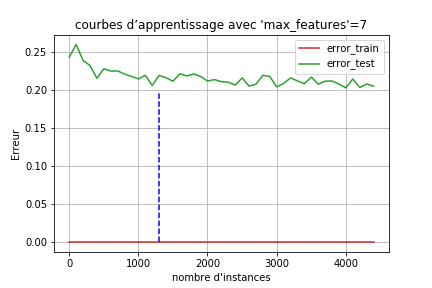 courbes d’apprentissage avec 'max_features'=7
error_train
error_test
0.25
0.20
0.15
0.10
0.05
0.00
Erreur
0 1000 2000 3000 4000
nombre d'instances